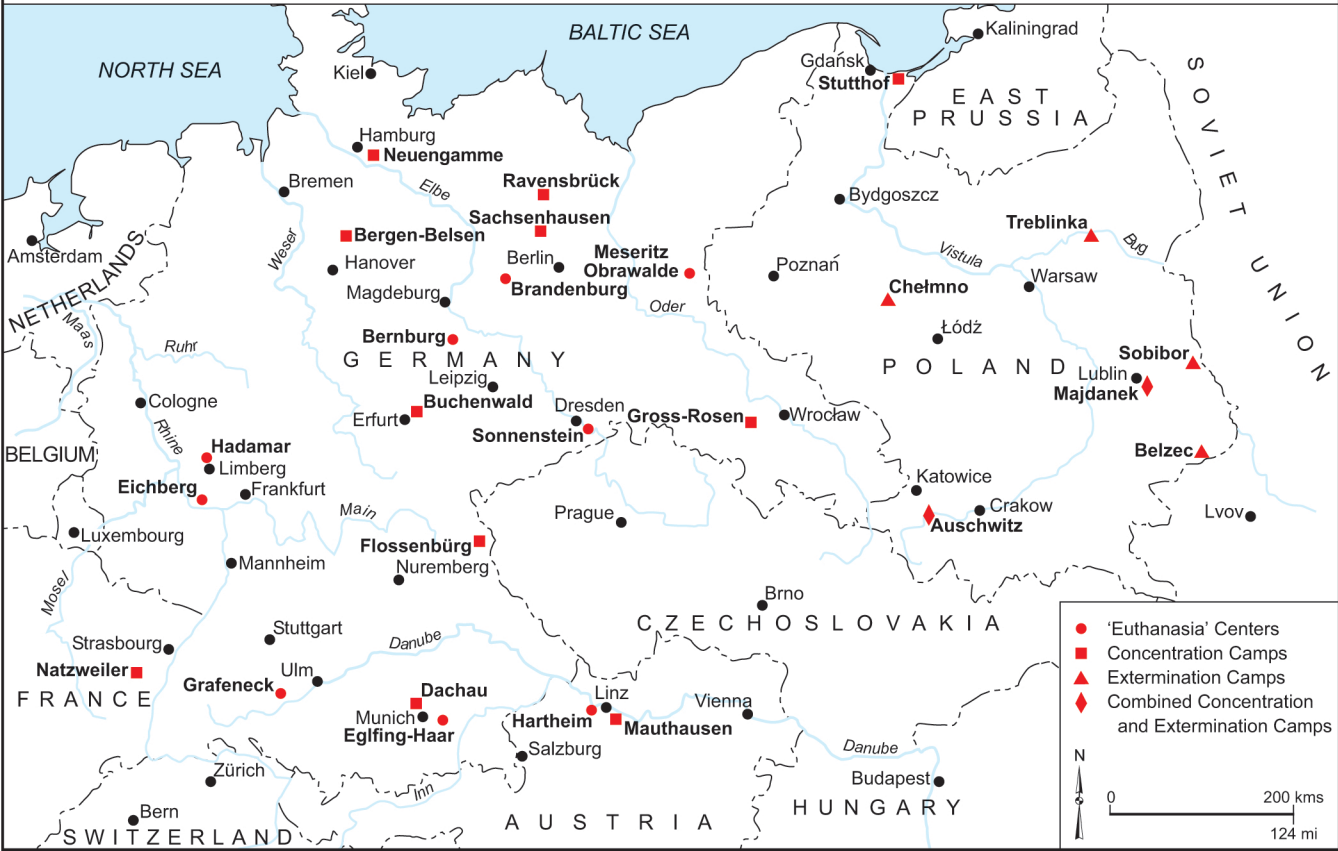 BALTIC SEA
NORTH SEA
Kaliningrad
Kiel
Gdańsk
Stutthof
EAST
PRUSSIA
SOVIET UNION
Hamburg
Neuengamme
Elbe
Bremen
Ravensbrück
Sachsenhausen
Bydgoszcz
Treblinka
Bug
Amsterdam
NETHERLANDS
Weser
Bergen-Belsen
Hanover
Berlin
Brandenburg
Meseritz
Obrawalde
Poznań
Vistula
Warsaw
Chełmno
Magdeburg
Oder
Maas
Ruhr
Bernburg
GERMANY
Łódź
POLAND
Sobibor
Lublin
Majdanek
Leipzig
Buchenwald
Erfurt
Cologne
Rhine
Dresden
Sonnenstein
Gross-Rosen
Wrocław
BELGIUM
Hadamar
Limberg
Eichberg
Frankfurt
Belzec
Katowice
Crakow
Auschwitz
Lvov
Main
Prague
Luxembourg
Flossenbürg
Nuremberg
Mannheim
Mosel
Brno
CZECHOSLOVAKIA
Strasbourg
Stuttgart
Danube
Natzweiler
FRANCE
Grafeneck
Ulm
Dachau
Munich
Eglfing-Haar
Linz
Hartheim
Mauthausen
Vienna
Salzburg
Danube
Zürich
Inn
Budapest
Bern
SWITZERLAND
AUSTRIA
HUNGARY
‘Euthanasia’ Centers
Concentration Camps
Extermination Camps
Combined Concentration
and Extermination Camps
N
0 200 kms
124 mi